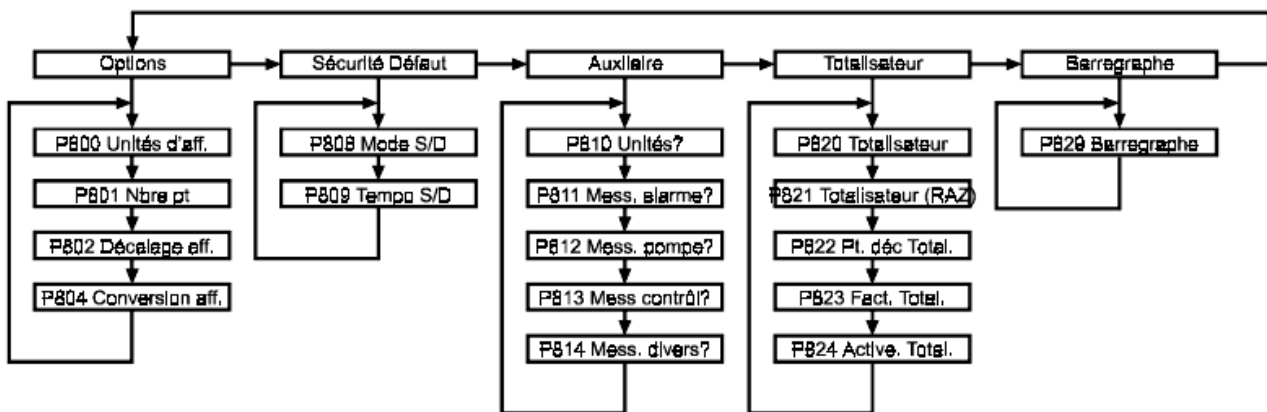 Options
Sécurité Défaut
Auxiliaire
Totalisateur
Barregraphe
P800 Unités d'aff.
P801 Nbre pt
P802 Décalage aff.
P804 Conversion aff.
P808 Mode S/D
P809 Tempo S/D
P810 Unités?
P811 Mess. alarme?
P812 Mess. pompe?
P813 Mess contrôl?
P814 Mess. divers?
P820 Totalisateur
P821 Totalisateur (RAZ)
P822 Pt. déc Total.
P823 Fact. Total.
P824 Active. Total.
P829 Barregraphe